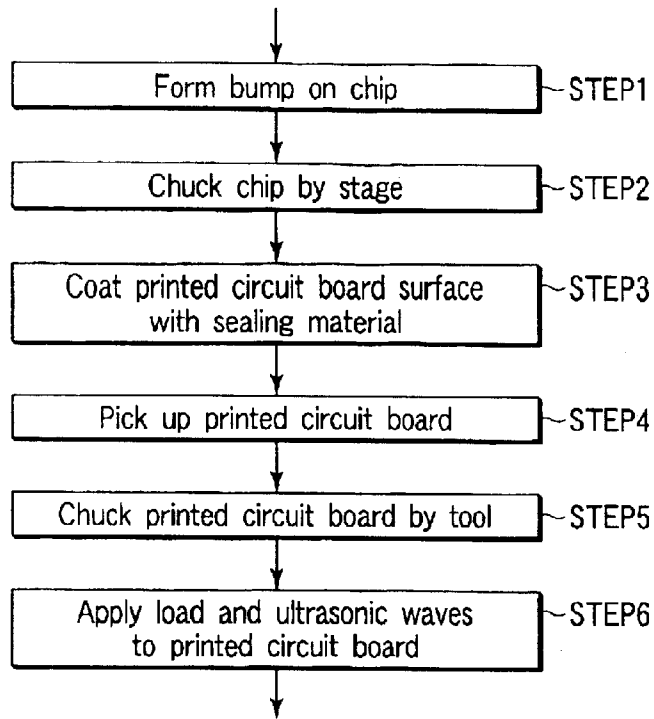 Form bump on chip
STEP1
Chuck chip by stage
STEP2
Coat printed circuit board surface
with sealing material
STEP3
Pick up printed circuit board
STEP4
Chuck printed circuit board by tool
STEP5
Apply load and ultrasonic waves
to printed circuit board
STEP6